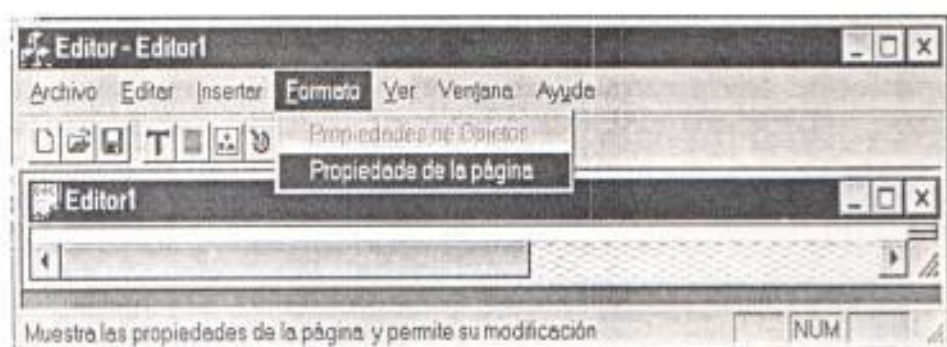 Editor - Editor1
Archivo Editar Insertar Formato Ver Ventana Ayuda
Propiedades de Objetos
Propiedade de la página
Editor1
Muestra las propiedades de la página y permite su modificación NUM